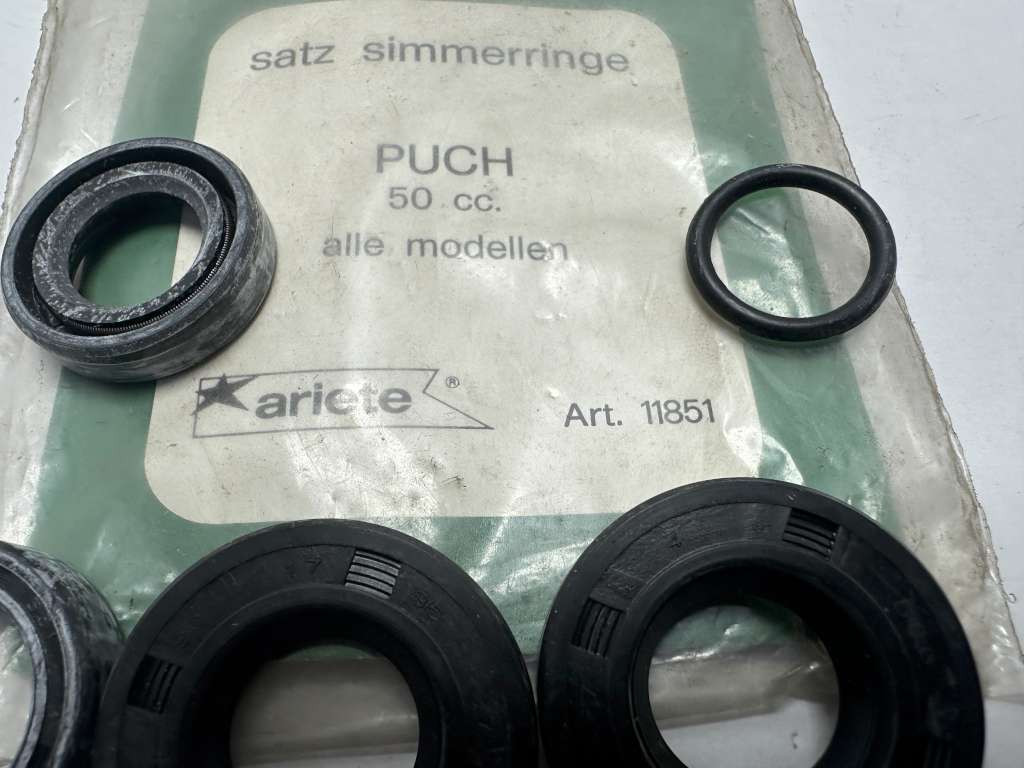 satz simmerringe
PUCH
50 cc.
alle modellen
ariete ®
Art. 11851